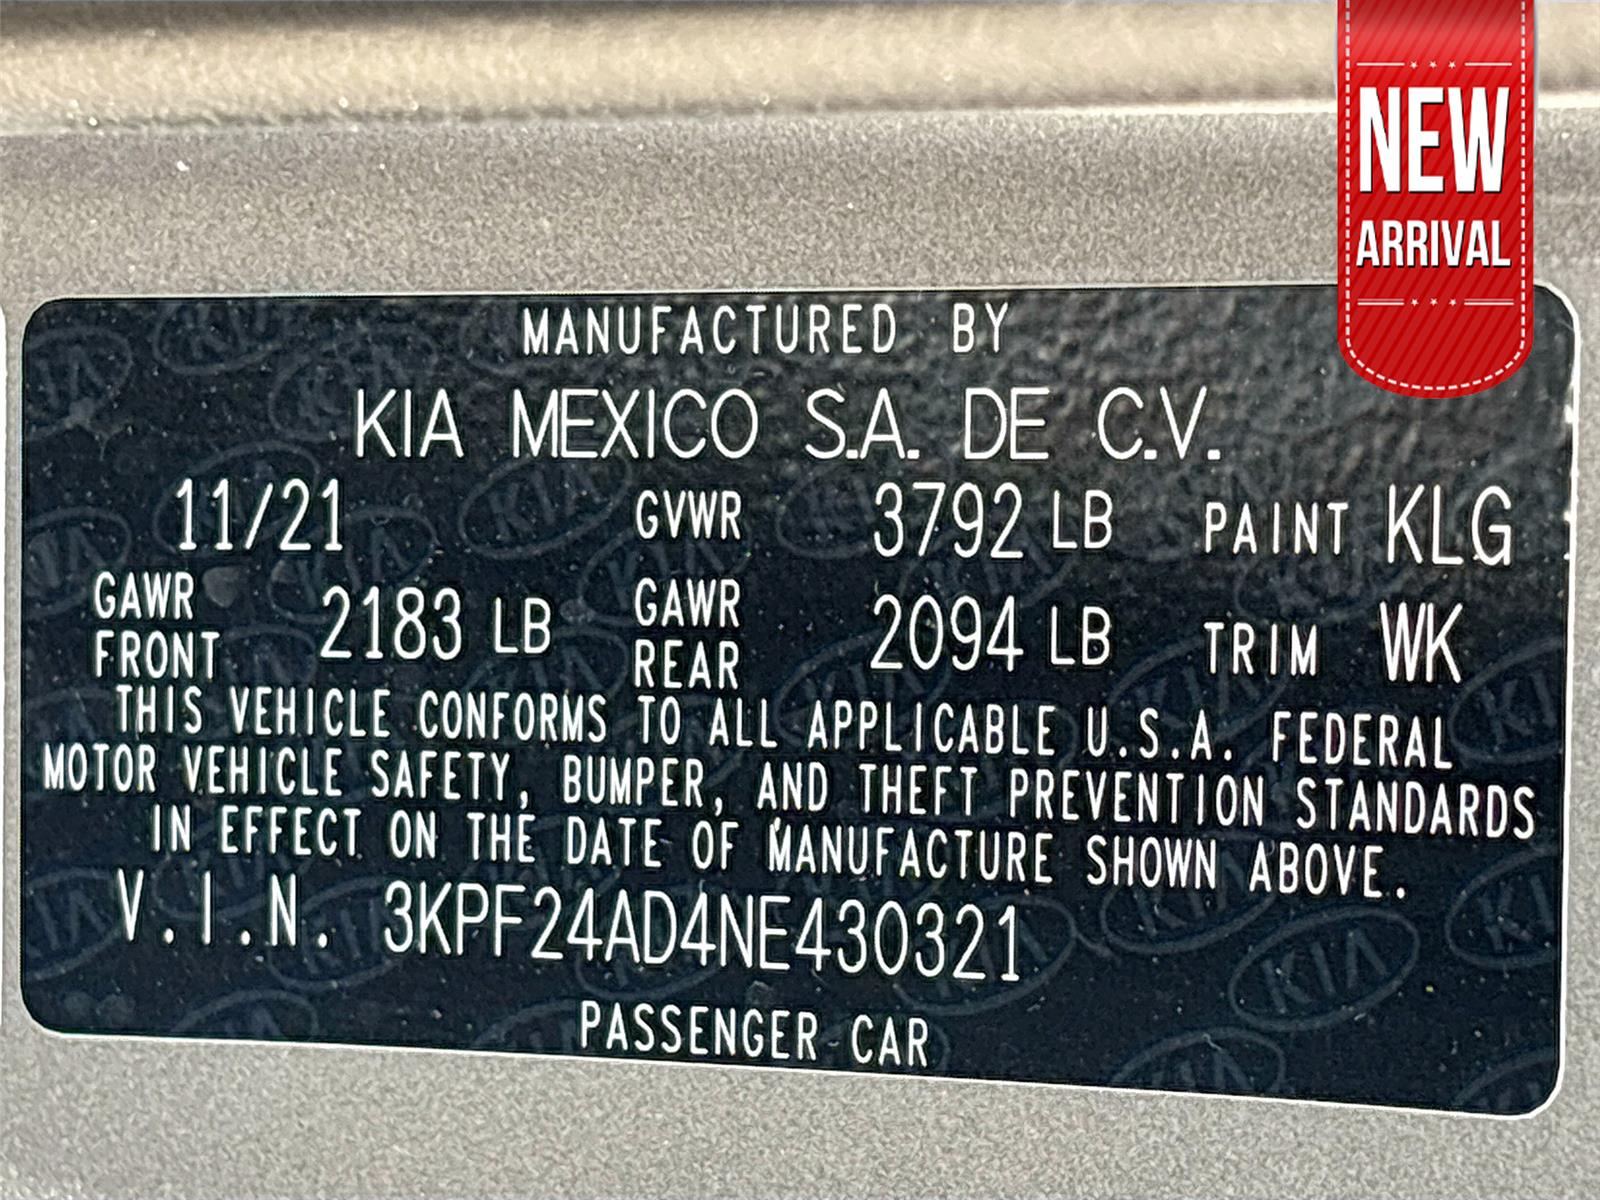 NEW
ARRIVAL
MANUFACTURED BY
KIA MEXICO S.A. DE C.V.
11/21 GVWR 3792 LB PAINT KLG
GAWR FRONT 2183 LB GAWR REAR 2094 LB TRIM WK
THIS VEHICLE CONFORMS TO ALL APPLICABLE U.S.A. FEDERAL
MOTOR VEHICLE SAFETY, BUMPER, AND THEFT PREVENTION STANDARDS
IN EFFECT ON THE DATE OF MANUFACTURE SHOWN ABOVE.
V.I.N. 3KPF24AD4NE430321
PASSENGER CAR